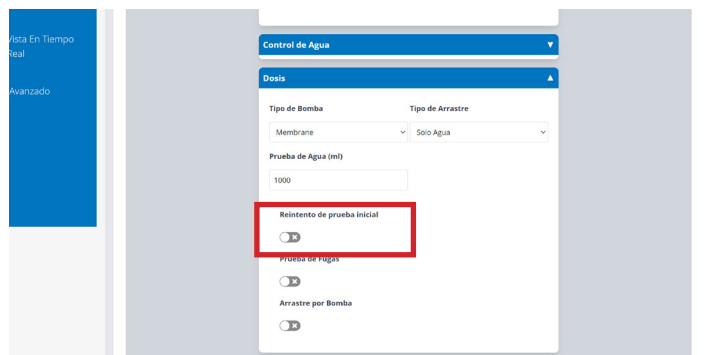 Vista En Tiempo
Real
Avanzado
Control de Agua
Dosis
Tipo de Bomba
Tipo de Arrastre
Membrane
Solo Agua
Prueba de Agua (ml)
1000
Reintento de prueba inicial
Prueba de Fugas
Arrastre por Bomba